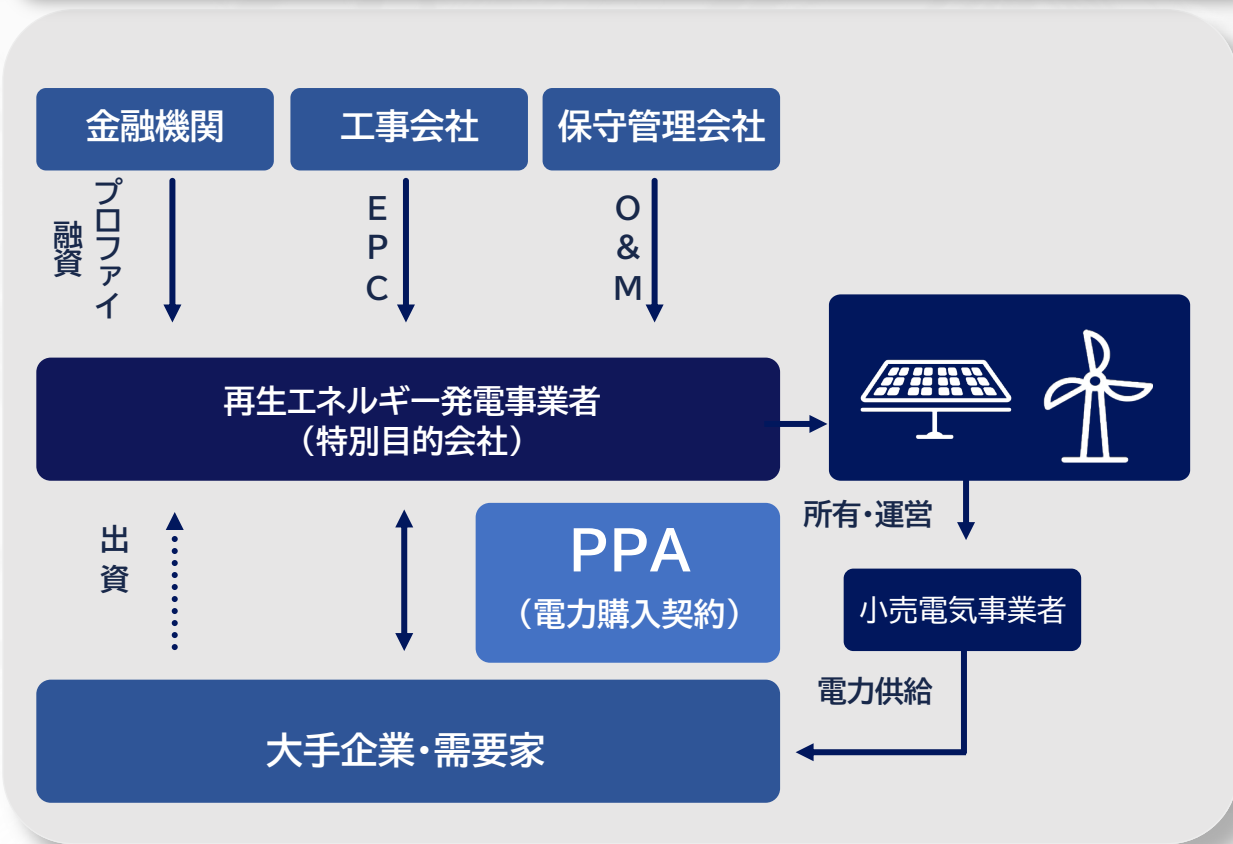 金融機関
工事会社
保守管理会社
プロファイ
融資
EPC
O&M
再生エネルギー発電事業者
（特別目的会社）
所有・運営
出資
PPA
（電力購入契約）
小売電気事業者
電力供給
大手企業・需要家